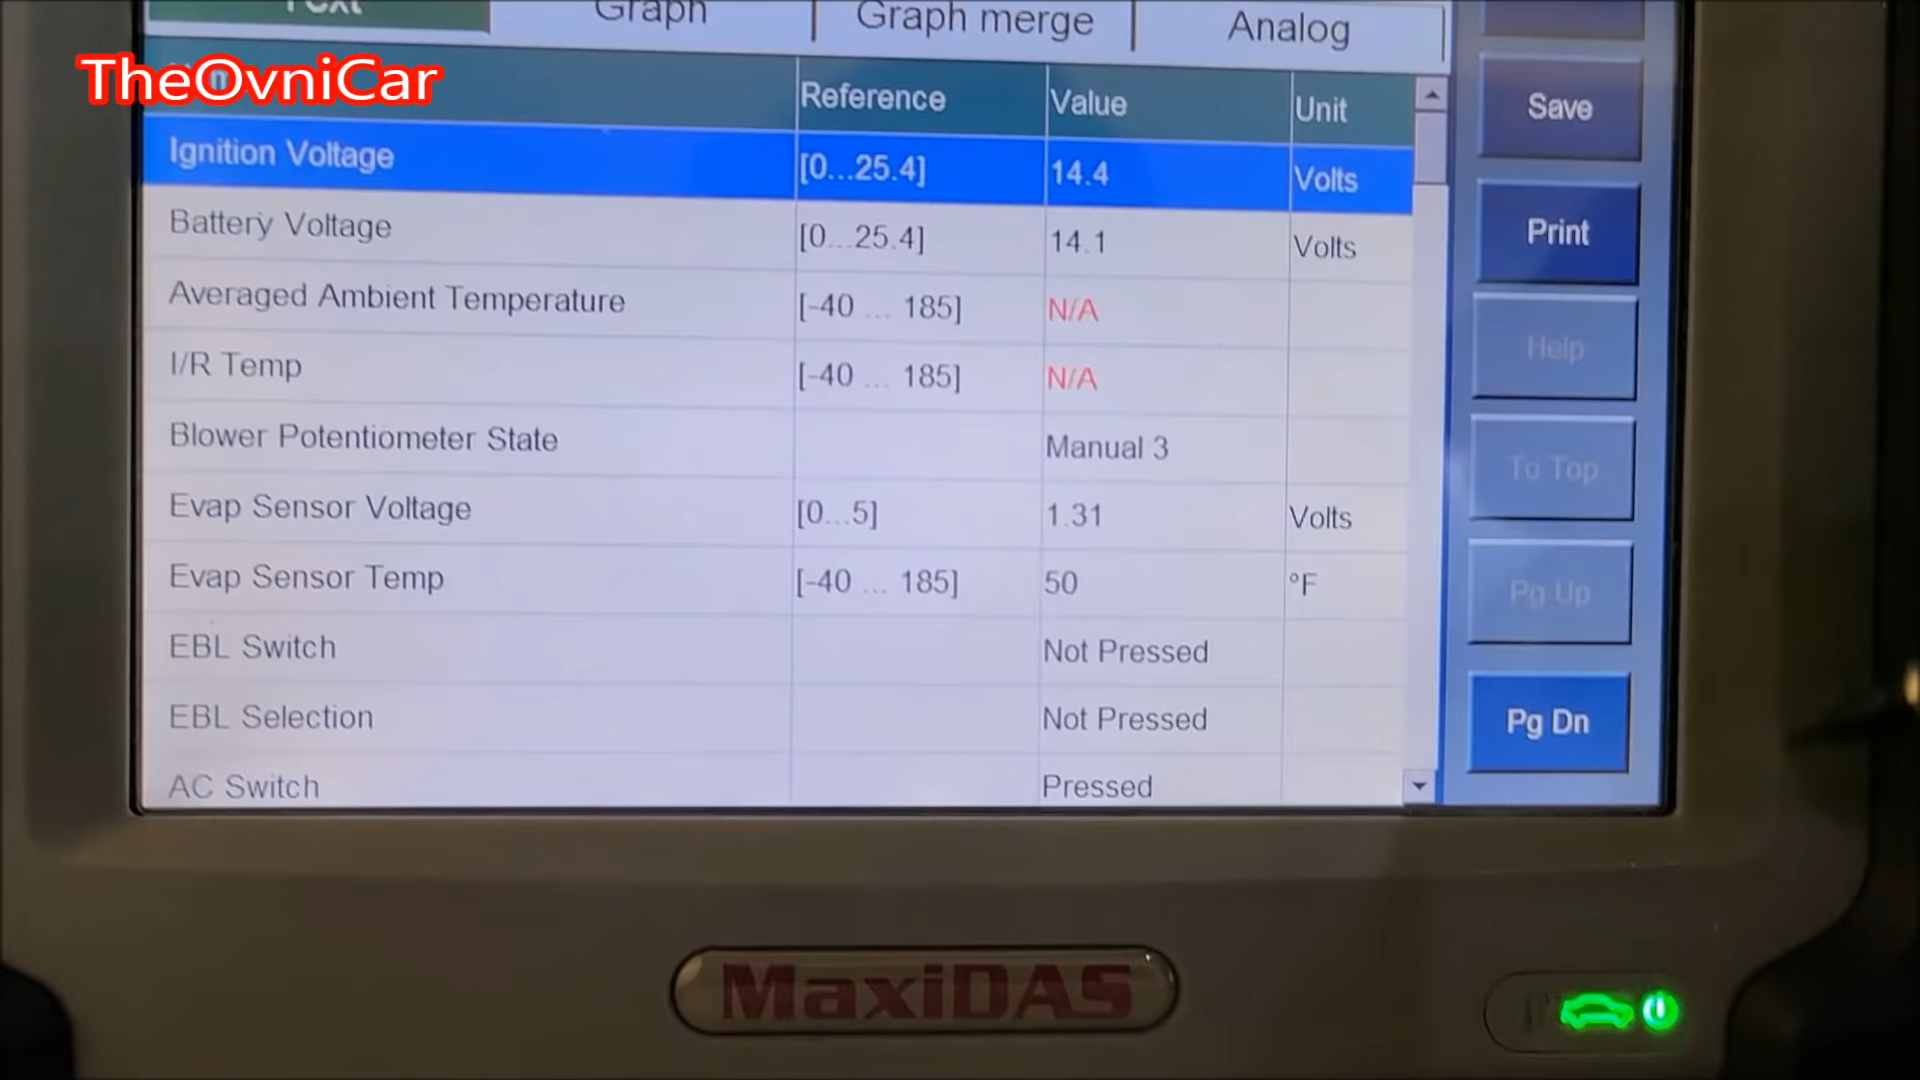 Text
Graph
Graph merge
Analog
TheOvniCar
Reference
Value
Unit
Ignition Voltage [0...25.4] 14.4 Volts
Battery Voltage [0...25.4] 14.1 Volts
Averaged Ambient Temperature [-40 ... 185] N/A
I/R Temp [-40 ... 185] N/A
Blower Potentiometer State Manual 3
Evap Sensor Voltage [0...5] 1.31 Volts
Evap Sensor Temp [-40 ... 185] 50 °F
EBL Switch Not Pressed
EBL Selection Not Pressed
AC Switch Pressed
Save
Print
Help
To Top
Pg Up
Pg Dn
MaxiDAS